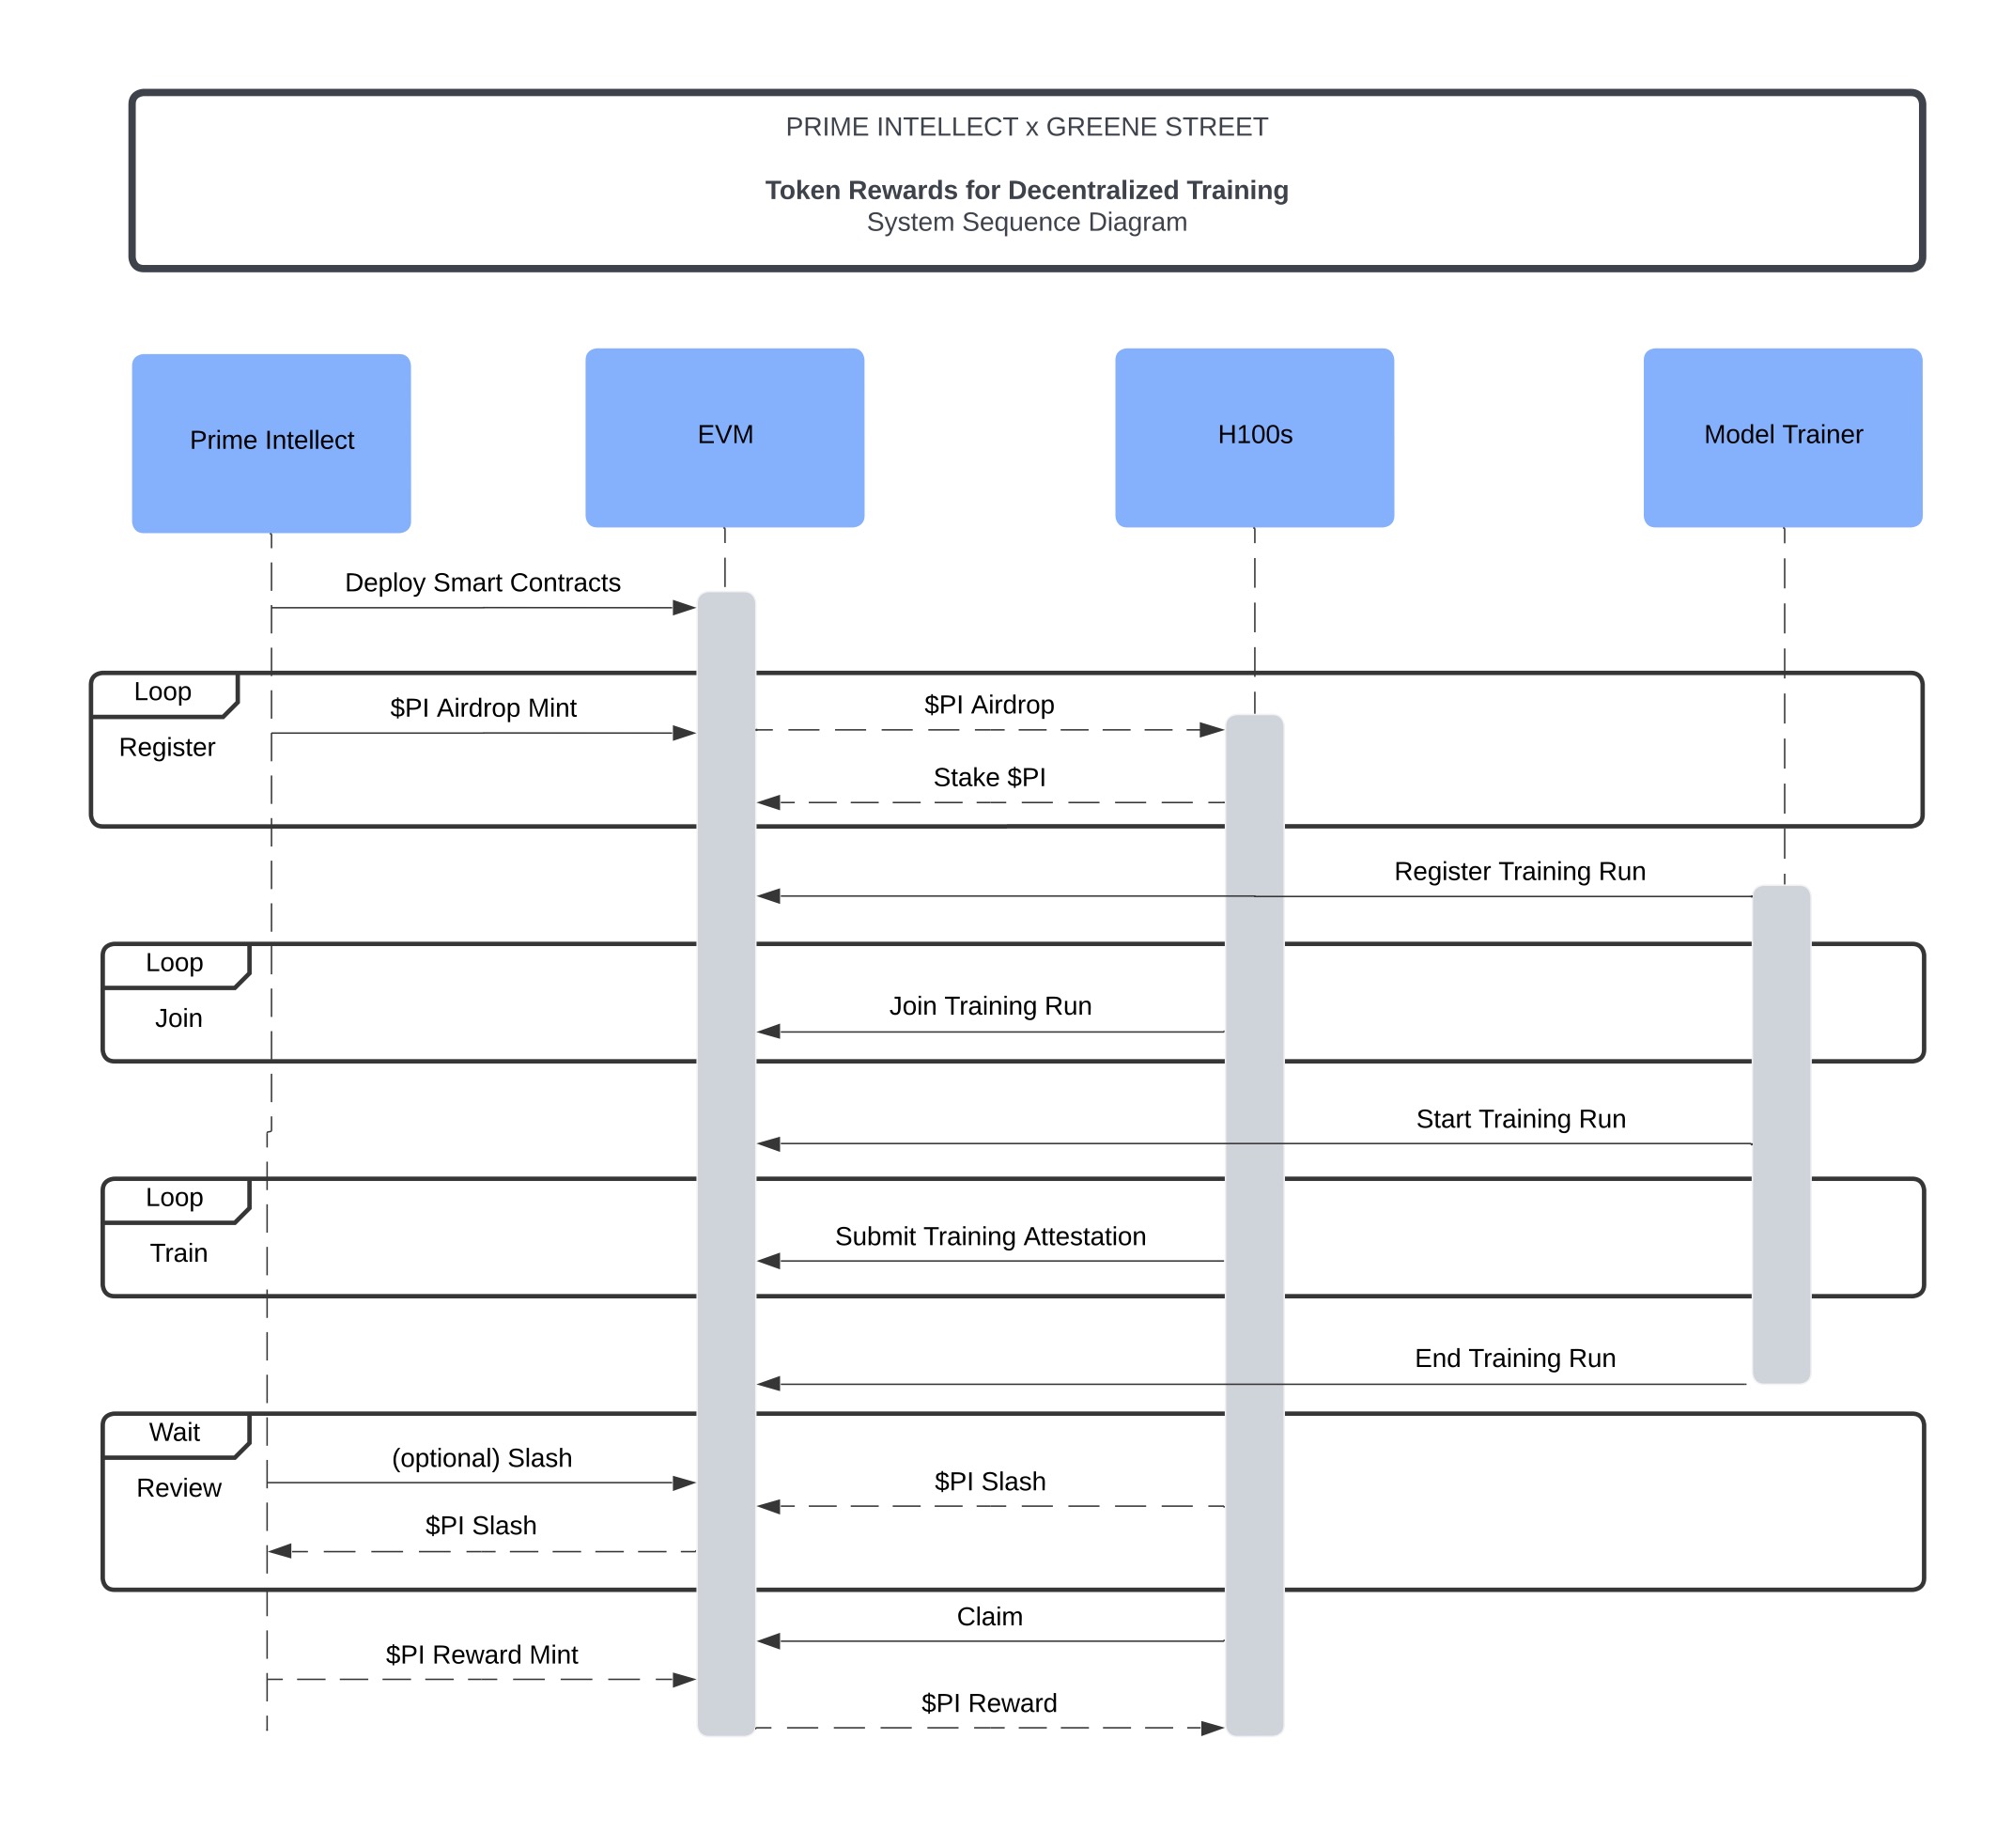 PRIME INTELLECT x GREENE STREET
Token Rewards for Decentralized Training
System Sequence Diagram
Prime Intellect
EVM
H100s
Model Trainer
Deploy Smart Contracts
Loop
Register
$PI Airdrop Mint
$PI Airdrop
Stake $PI
Register Training Run
Loop
Join
Join Training Run
Start Training Run
Loop
Train
Submit Training Attestation
End Training Run
Wait
Review
(optional) Slash
$PI Slash
$PI Slash
Claim
$PI Reward Mint
$PI Reward